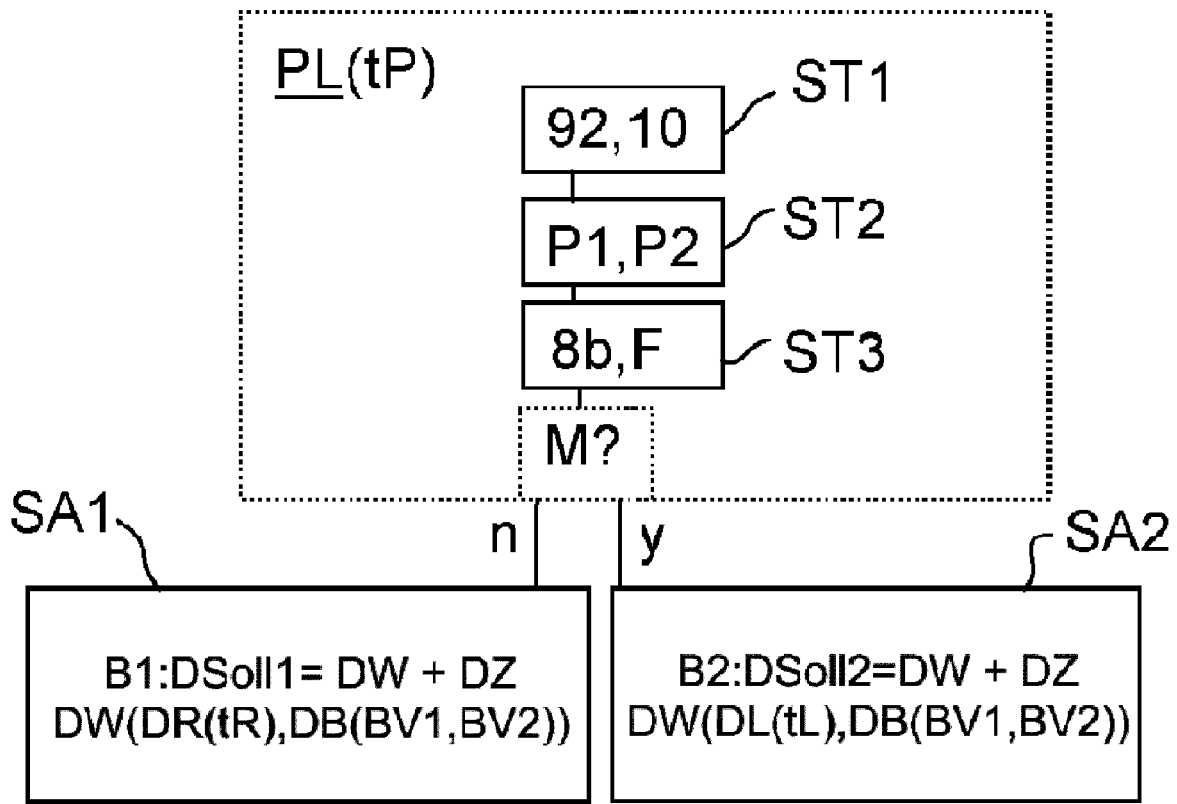 PL(tP)
ST1
92,10
ST2
P1,P2
ST3
8b,F
M?
SA1
n
y
SA2
B1:DSoll1= DW + DZ
DW(DR(tR),DB(BV1,BV2))
B2:DSoll2=DW + DZ
DW(DL(tL),DB(BV1,BV2))